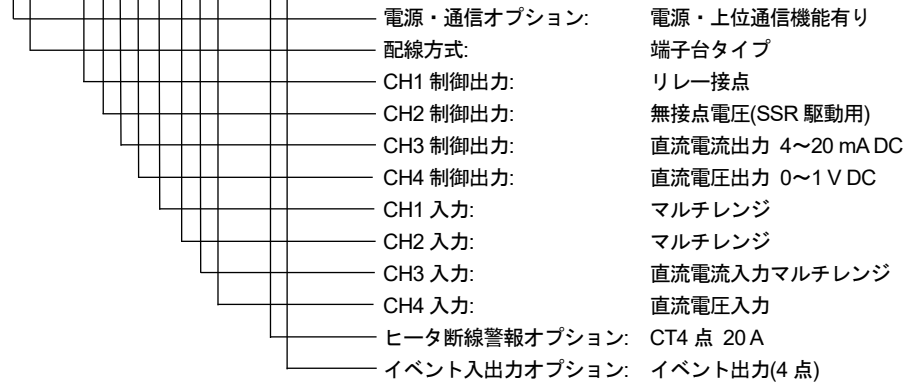 電源・通信オプション: 電源・上位通信機能有り
配線方式: 端子台タイプ
CH1 制御出力: リレー接点
CH2 制御出力: 無接点電圧(SSR 駆動用)
CH3 制御出力: 直流電流出力 4～20 mA DC
CH4 制御出力: 直流電圧出力 0～1 V DC
CH1 入力: マルチレンジ
CH2 入力: マルチレンジ
CH3 入力: 直流電流入力マルチレンジ
CH4 入力: 直流電圧入力
ヒータ断線警報オプション: CT4 点 20 A
イベント入出力オプション: イベント出力(4 点)